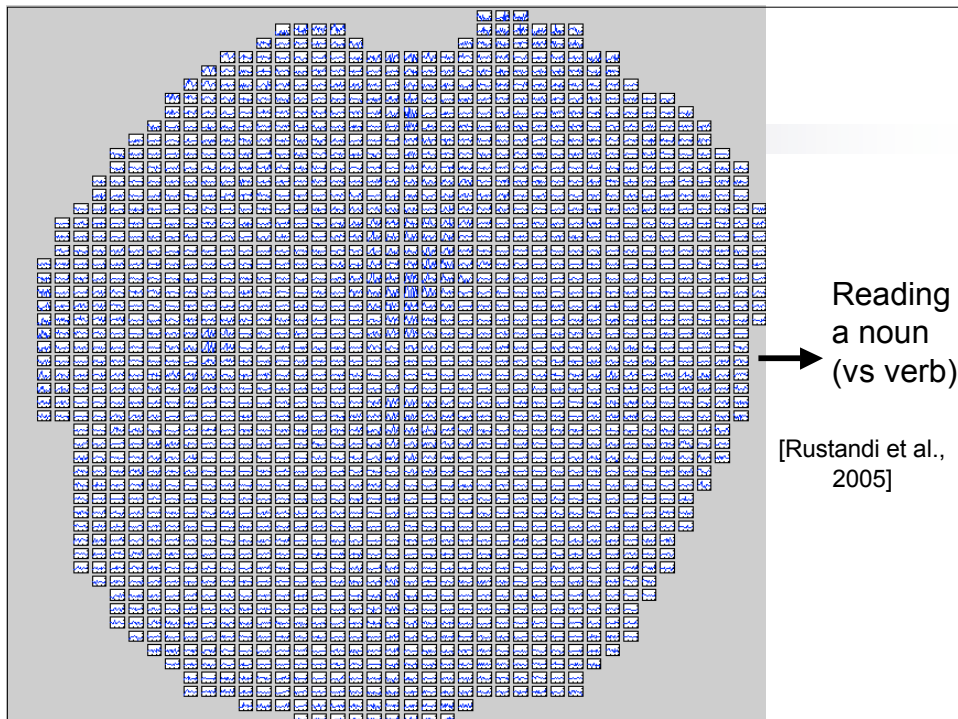 Reading
a noun
(vs verb)
[Rustandi et al.,
2005]